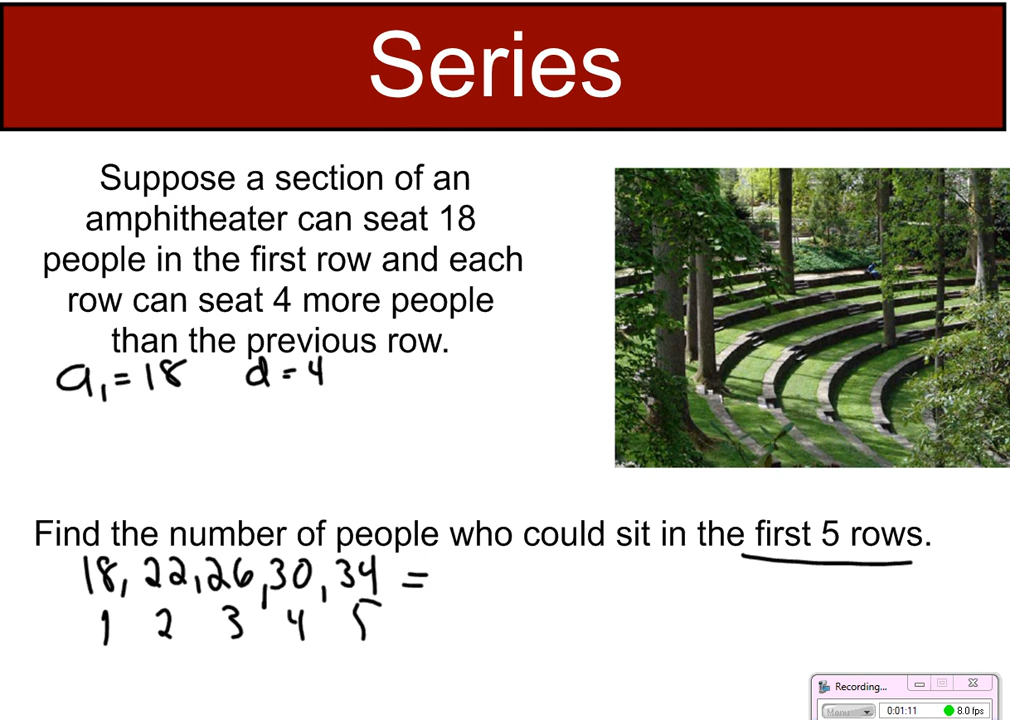 Series
Suppose a section of an
amphitheater can seat 18
people in the first row and each
row can seat 4 more people
than the previous row.
a₁ = 18 d = 4
Find the number of people who could sit in the first 5 rows.
18, 22, 26, 30, 34 =
1 2 3 4 5
Recording...
Menu 0:01:11 8.0 fps